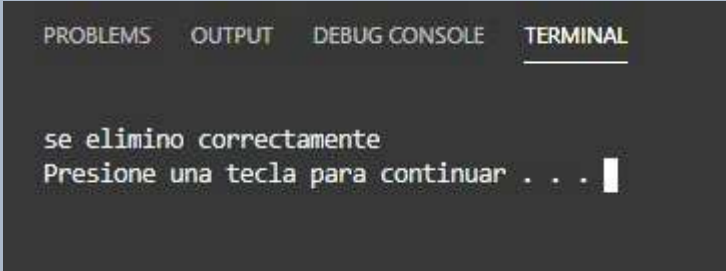 PROBLEMS OUTPUT DEBUG CONSOLE TERMINAL
se elimino correctamente
Presione una tecla para continuar . . .